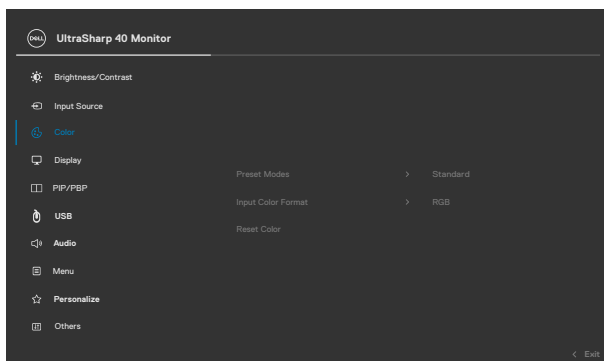 DELL UltraSharp 40 Monitor
Brightness/Contrast
Input Source
Color
Display
Preset Modes > Standard
PIP/PBP
Input Color Format > RGB
USB
Reset Color
Audio
Menu
Personalize
Others
< Exit